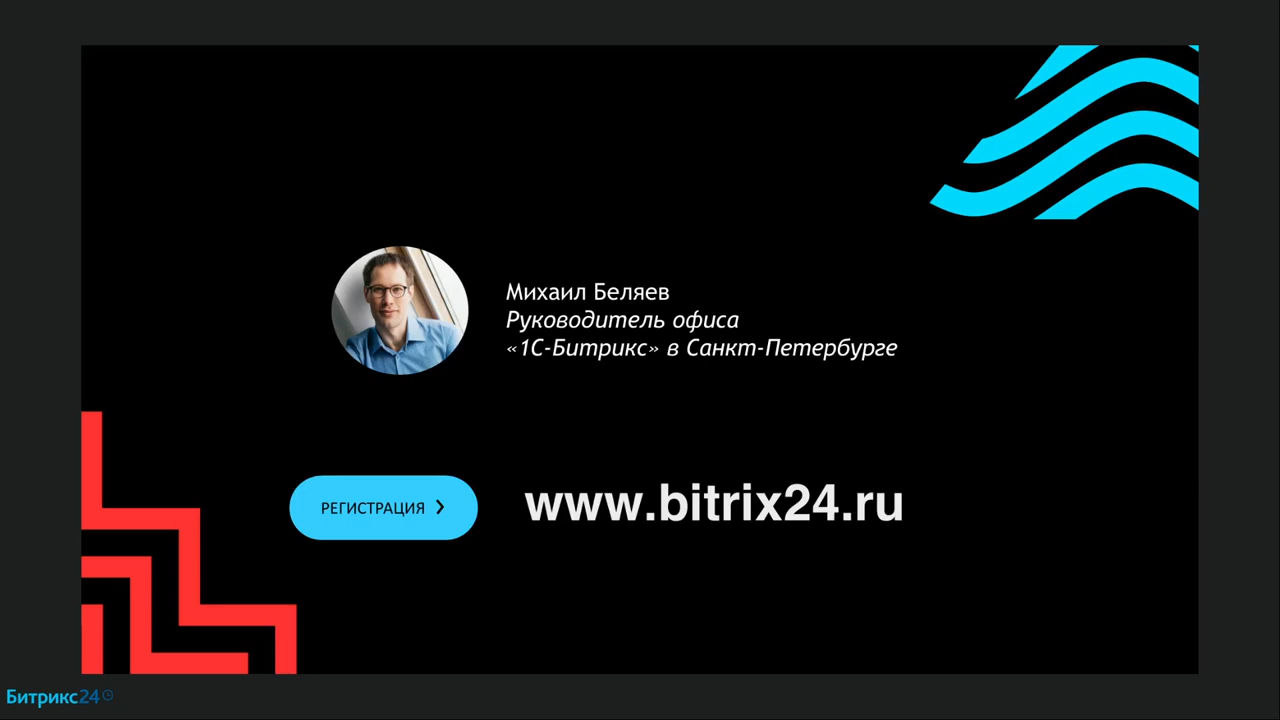 Михаил Беляев
Руководитель офиса
«1С-Битрикс» в Санкт-Петербурге
РЕГИСТРАЦИЯ
www.bitrix24.ru
Битрикс24